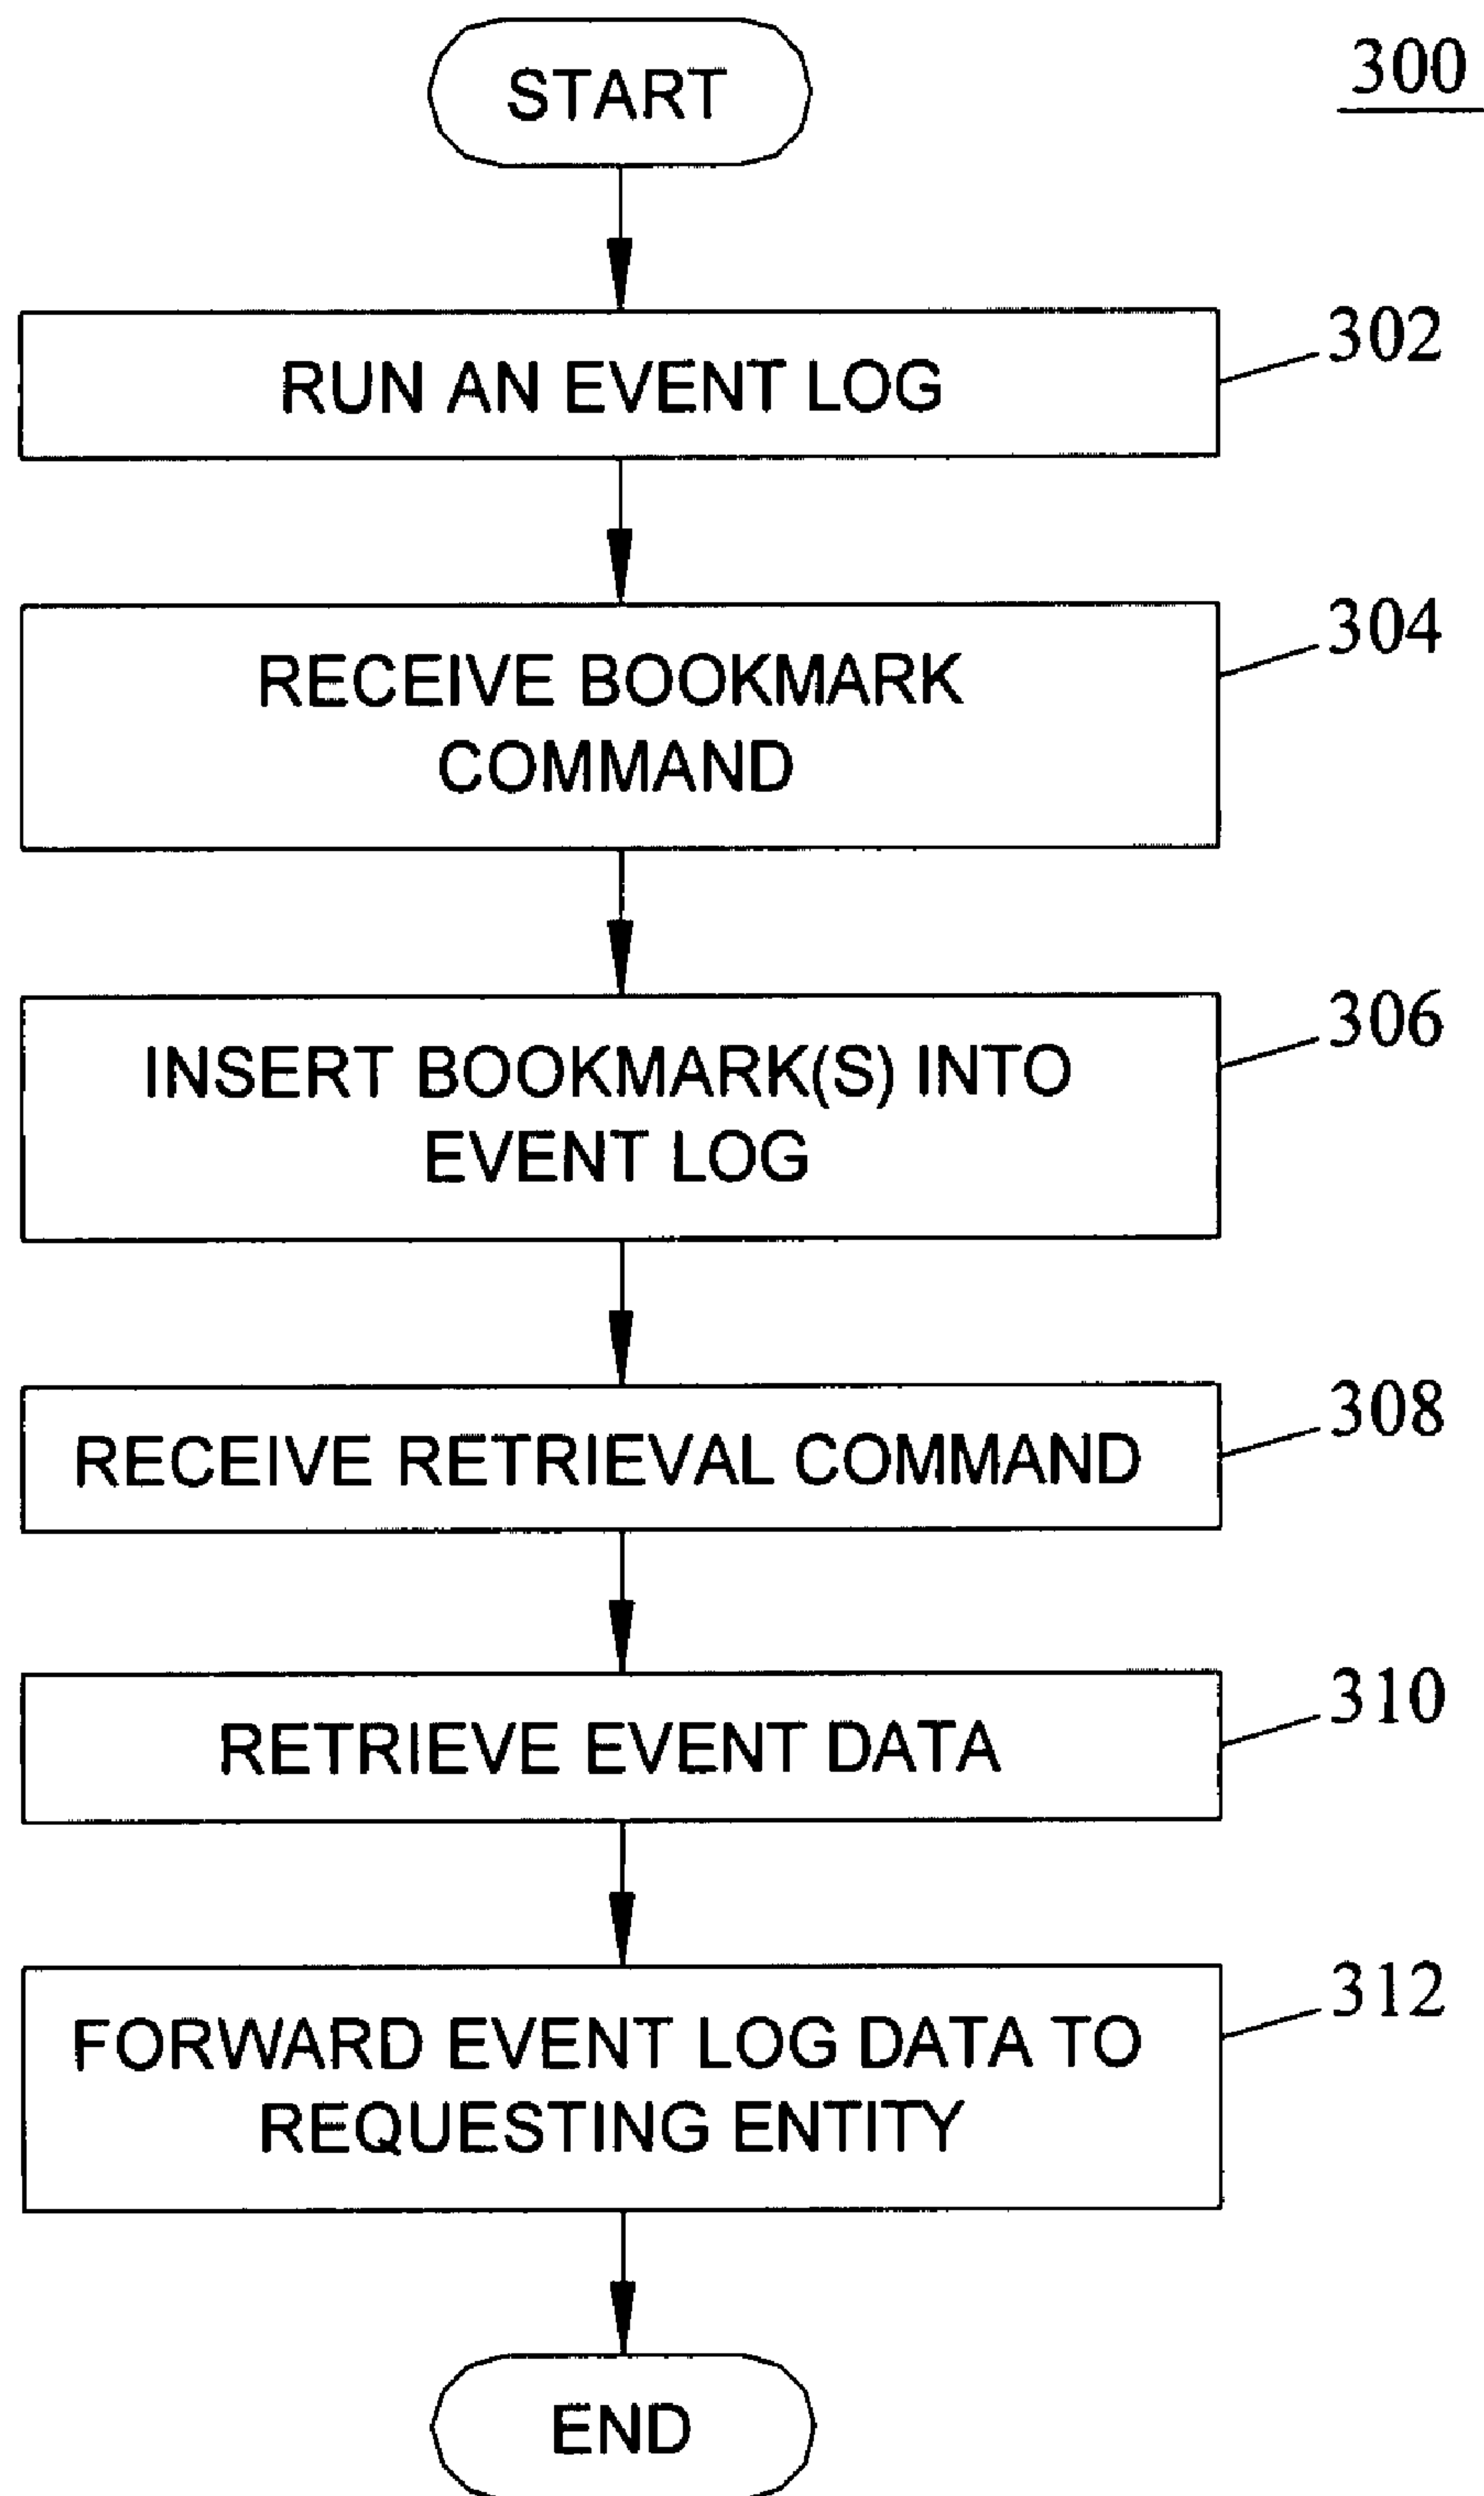 START
300
RUN AN EVENT LOG
302
RECEIVE BOOKMARK
COMMAND
304
INSERT BOOKMARK(S) INTO
EVENT LOG
306
RECEIVE RETRIEVAL COMMAND
308
RETRIEVE EVENT DATA
310
FORWARD EVENT LOG DATA TO
REQUESTING ENTITY
312
END